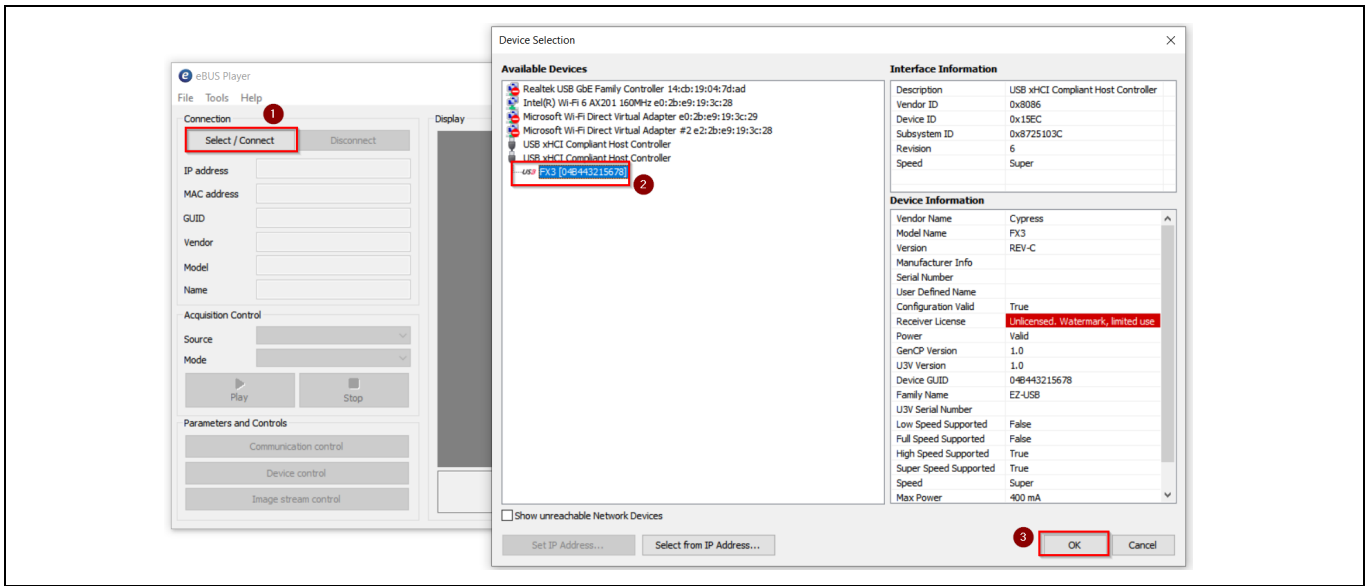 eBUS Player
File Tools Help
1
Connection
Select / Connect
Disconnect
IP address
MAC address
GUID
Vendor
Model
Name
Acquisition Control
Source
Mode
Play
Stop
Parameters and Controls
Communication control
Device control
Image stream control
Display
Device Selection
Available Devices
Realtek USB GbE Family Controller 14:cb:19:04:7d:ad
Intel(R) Wi-Fi 6 AX201 160MHz e0:2b:e9:19:3c:28
Microsoft Wi-Fi Direct Virtual Adapter e0:2b:e9:19:3c:29
Microsoft Wi-Fi Direct Virtual Adapter #2 e2:2b:e9:19:3c:28
USB xHCI Compliant Host Controller
USB xHCI Compliant Host Controller
US3 FX3 [04B443215678]
2
Show unreachable Network Devices
Set IP Address...
Select from IP Address...
Interface Information
Description USB xHCI Compliant Host Controller
Vendor ID 0x8086
Device ID 0x15EC
Subsystem ID 0x8725103C
Revision 6
Speed Super
Device Information
Vendor Name Cypress
Model Name FX3
Version REV-C
Manufacturer Info
Serial Number
User Defined Name
Configuration Valid True
Receiver License Unlicensed. Watermark, limited use
Power Valid
GenCP Version 1.0
U3V Version 1.0
Device GUID 04B443215678
Family Name EZ-USB
U3V Serial Number
Low Speed Supported False
Full Speed Supported False
High Speed Supported True
Super Speed Supported True
Speed Super
Max Power 400 mA
3
OK
Cancel